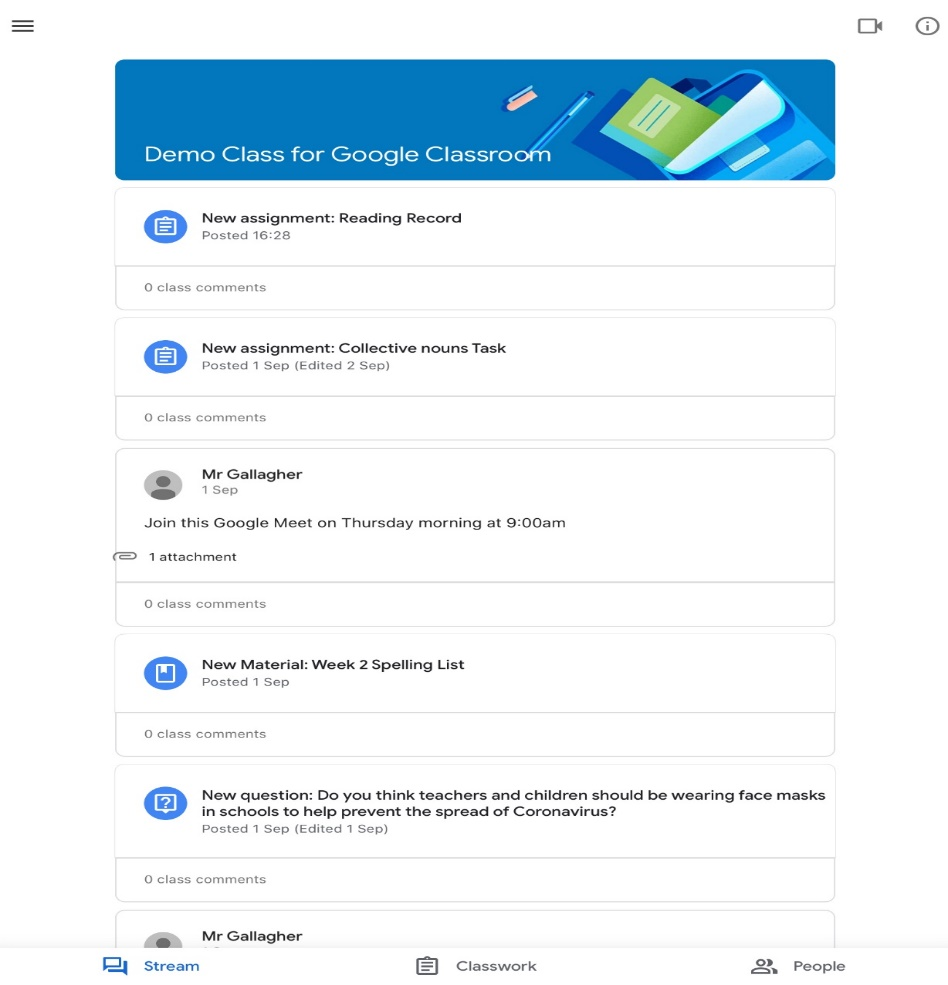 Demo Class for Google Classroom
New assignment: Reading Record
Posted 16:28
0 class comments
New assignment: Collective nouns Task
Posted 1 Sep (Edited 2 Sep)
0 class comments
Mr Gallagher
1 Sep
Join this Google Meet on Thursday morning at 9:00am
1 attachment
0 class comments
New Material: Week 2 Spelling List
Posted 1 Sep
0 class comments
New question: Do you think teachers and children should be wearing face masks
in schools to help prevent the spread of Coronavirus?
Posted 1 Sep (Edited 1 Sep)
0 class comments
Mr Gallagher
Stream Classwork People